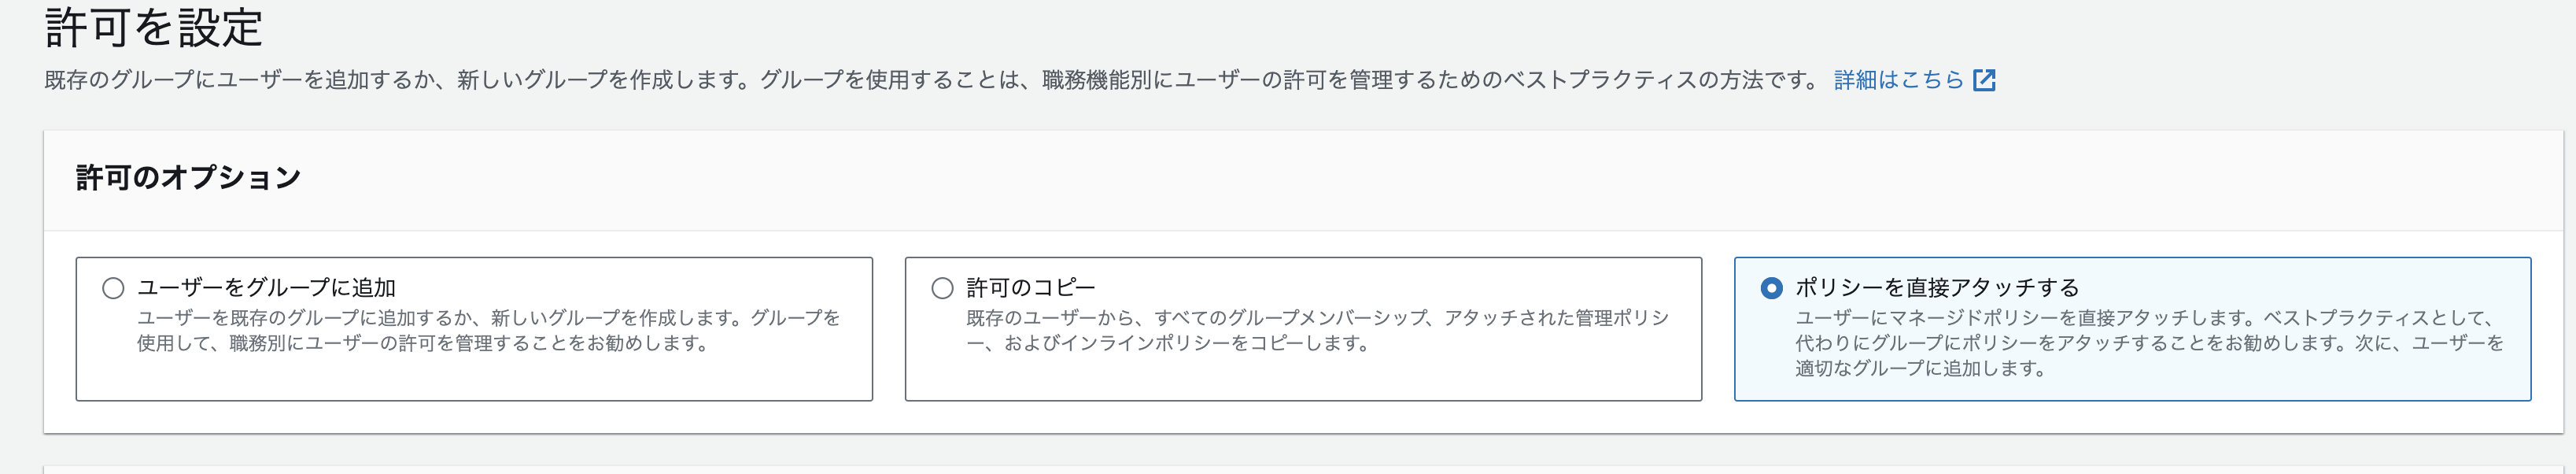 許可を設定
既存のグループにユーザーを追加するか、新しいグループを作成します。グループを使用することは、職務機能別にユーザーの許可を管理するためのベストプラクティスの方法です。 詳細はこちら
許可のオプション
ユーザーをグループに追加
ユーザーを既存のグループに追加するか、新しいグループを作成します。グループを
使用して、職務別にユーザーの許可を管理することをお勧めします。
許可のコピー
既存のユーザーから、すべてのグループメンバーシップ、アタッチされた管理ポリシ
ー、およびインラインポリシーをコピーします。
ポリシーを直接アタッチする
ユーザーにマネージドポリシーを直接アタッチします。ベストプラクティスとして、
代わりにグループにポリシーをアタッチすることをお勧めします。次に、ユーザーを
適切なグループに追加します。